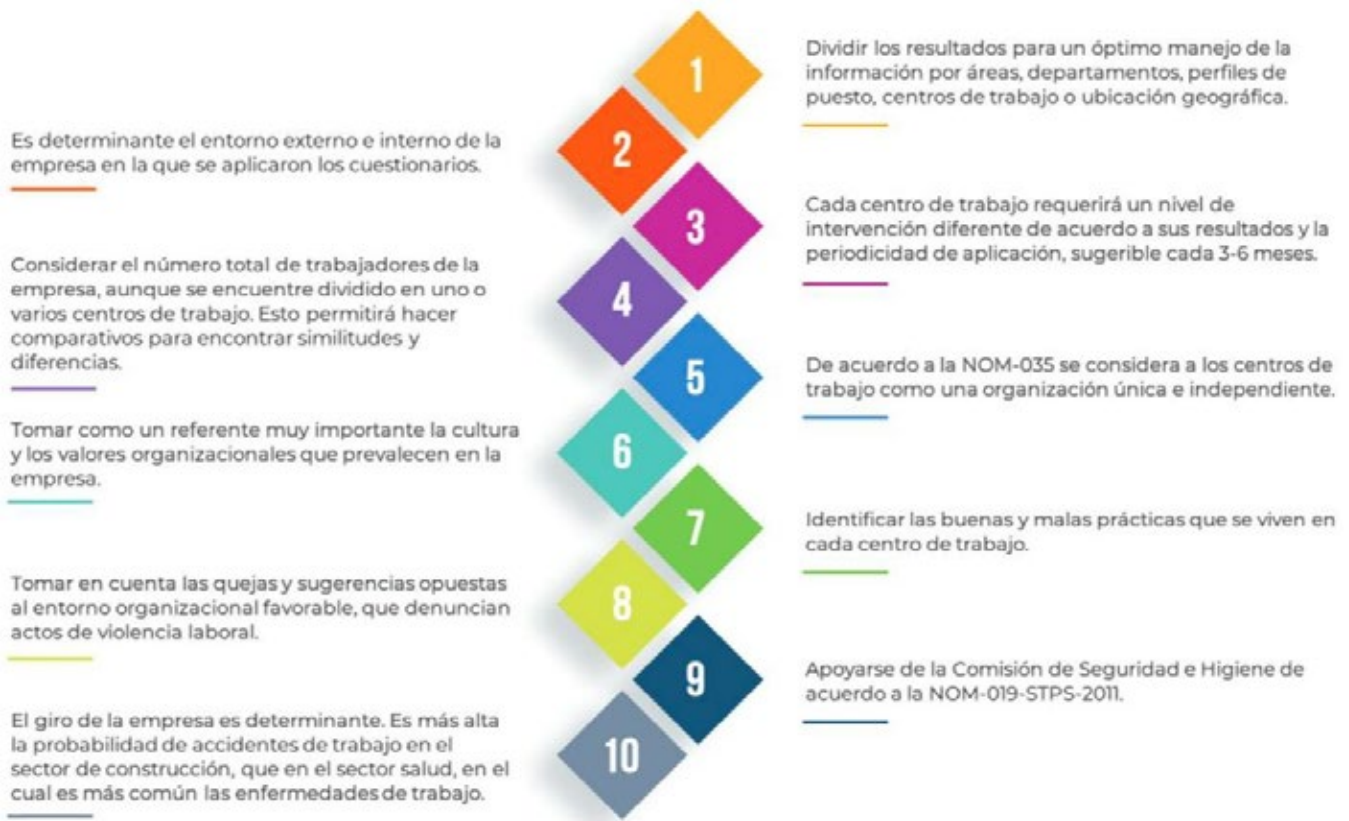 1
Dividir los resultados para un óptimo manejo de la
información por áreas, departamentos, perfiles de
puesto, centros de trabajo o ubicación geográfica.
2
Es determinante el entorno externo e interno de la
empresa en la que se aplicaron los cuestionarios.
3
Cada centro de trabajo requerirá un nivel de
intervención diferente de acuerdo a sus resultados y la
periodicidad de aplicación, sugerible cada 3-6 meses.
4
Considerar el número total de trabajadores de la
empresa, aunque se encuentre dividido en uno o
varios centros de trabajo. Esto permitirá hacer
comparativos para encontrar similitudes y
diferencias.
5
De acuerdo a la NOM-035 se considera a los centros de
trabajo como una organización única e independiente.
6
Tomar como un referente muy importante la cultura
y los valores organizacionales que prevalecen en la
empresa.
7
Identificar las buenas y malas prácticas que se viven en
cada centro de trabajo.
8
Tomar en cuenta las quejas y sugerencias opuestas
al entorno organizacional favorable, que denuncian
actos de violencia laboral.
9
Apoyarse de la Comisión de Seguridad e Higiene de
acuerdo a la NOM-019-STPS-2011.
10
El giro de la empresa es determinante. Es más alta
la probabilidad de accidentes de trabajo en el
sector de construcción, que en el sector salud, en el
cual es más común las enfermedades de trabajo.